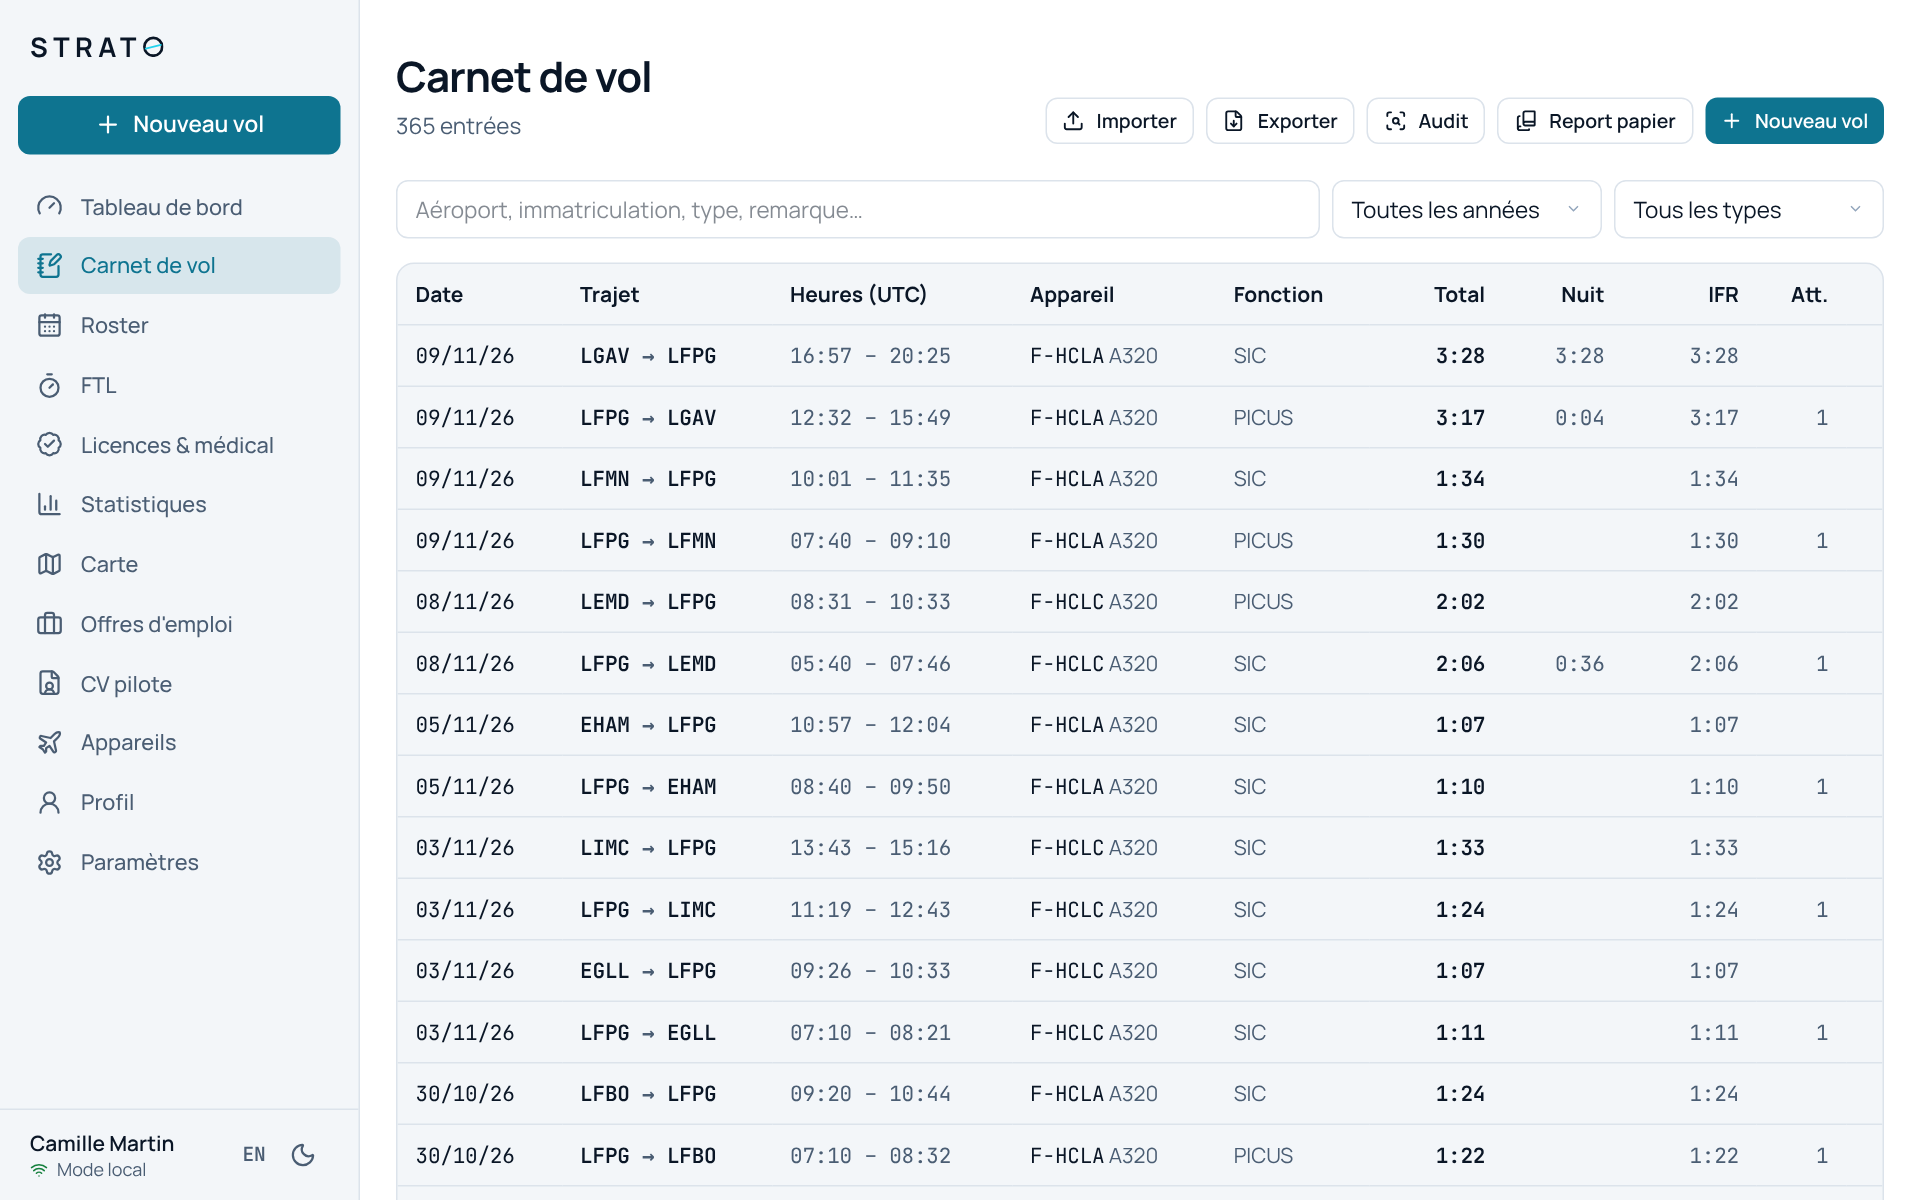 STRATO
Nouveau vol
Tableau de bord
Carnet de vol
Roster
FTL
Licences & médical
Statistiques
Carte
Offres d'emploi
CV pilote
Appareils
Profil
Paramètres
Camille Martin
Mode local
EN
Carnet de vol
365 entrées
Importer
Exporter
Audit
Report papier
Nouveau vol
Aéroport, immatriculation, type, remarque...
Toutes les années
Tous les types
Date Trajet Heures (UTC) Appareil Fonction Total Nuit IFR Att.
09/11/26 LGAV → LFPG 16:57 – 20:25 F-HCLA A320 SIC 3:28 3:28 3:28
09/11/26 LFPG → LGAV 12:32 – 15:49 F-HCLA A320 PICUS 3:17 0:04 3:17 1
09/11/26 LFMN → LFPG 10:01 – 11:35 F-HCLA A320 SIC 1:34 1:34
09/11/26 LFPG → LFMN 07:40 – 09:10 F-HCLA A320 PICUS 1:30 1:30 1
08/11/26 LEMD → LFPG 08:31 – 10:33 F-HCLC A320 PICUS 2:02 2:02
08/11/26 LFPG → LEMD 05:40 – 07:46 F-HCLC A320 SIC 2:06 0:36 2:06 1
05/11/26 EHAM → LFPG 10:57 – 12:04 F-HCLA A320 SIC 1:07 1:07
05/11/26 LFPG → EHAM 08:40 – 09:50 F-HCLA A320 SIC 1:10 1:10 1
03/11/26 LIMC → LFPG 13:43 – 15:16 F-HCLC A320 SIC 1:33 1:33
03/11/26 LFPG → LIMC 11:19 – 12:43 F-HCLC A320 SIC 1:24 1:24 1
03/11/26 EGLL → LFPG 09:26 – 10:33 F-HCLC A320 SIC 1:07 1:07
03/11/26 LFPG → EGLL 07:10 – 08:21 F-HCLC A320 SIC 1:11 1:11 1
30/10/26 LFBO → LFPG 09:20 – 10:44 F-HCLA A320 SIC 1:24 1:24
30/10/26 LFPG → LFBO 07:10 – 08:32 F-HCLA A320 PICUS 1:22 1:22 1